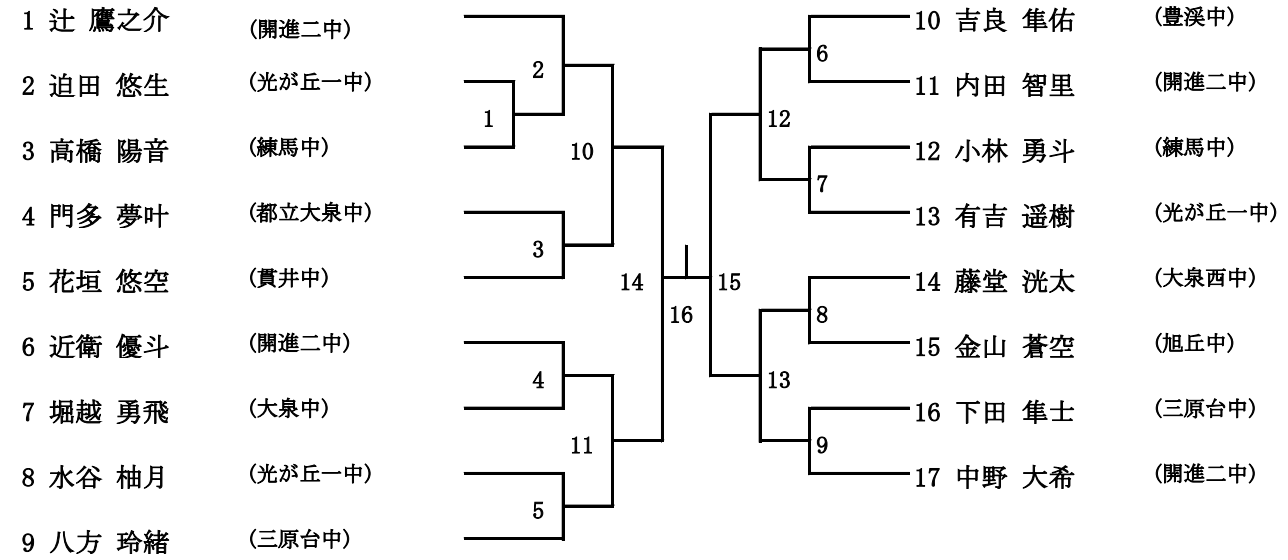 1 辻 鷹之介 (開進二中)
2 迫田 悠生 (光が丘一中)
3 高橋 陽音 (練馬中)
4 門多 夢叶 (都立大泉中)
5 花垣 悠空 (貫井中)
6 近衛 優斗 (開進二中)
7 堀越 勇飛 (大泉中)
8 水谷 柚月 (光が丘一中)
9 八方 玲緒 (三原台中)
2
1
10
3
14
4
11
5
16
15
6
12
7
8
13
9
10 吉良 隼佑 (豊渓中)
11 内田 智里 (開進二中)
12 小林 勇斗 (練馬中)
13 有吉 遥樹 (光が丘一中)
14 藤堂 洸太 (大泉西中)
15 金山 蒼空 (旭丘中)
16 下田 隼士 (三原台中)
17 中野 大希 (開進二中)